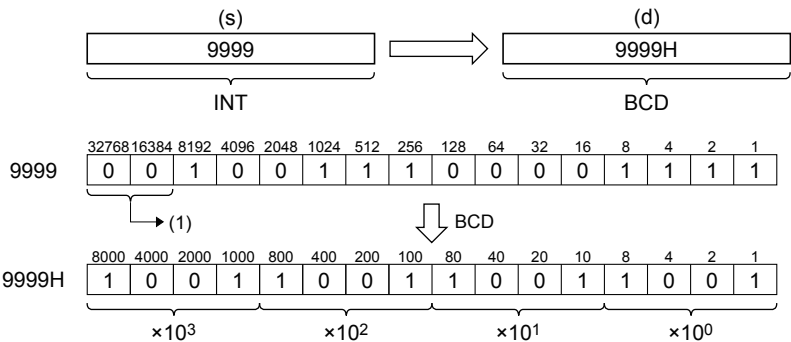 (s) (d)
9999 9999H
INT BCD
32768 16384 8192 4096 2048 1024 512 256 128 64 32 16 8 4 2 1
9999 0 0 1 0 0 1 1 1 0 0 0 0 1 1 1 1
(1) BCD
8000 4000 2000 1000 800 400 200 100 80 40 20 10 8 4 2 1
9999H 1 0 0 1 1 0 0 1 1 0 0 1 1 0 0 1
×10³ ×10² ×10¹ ×10⁰